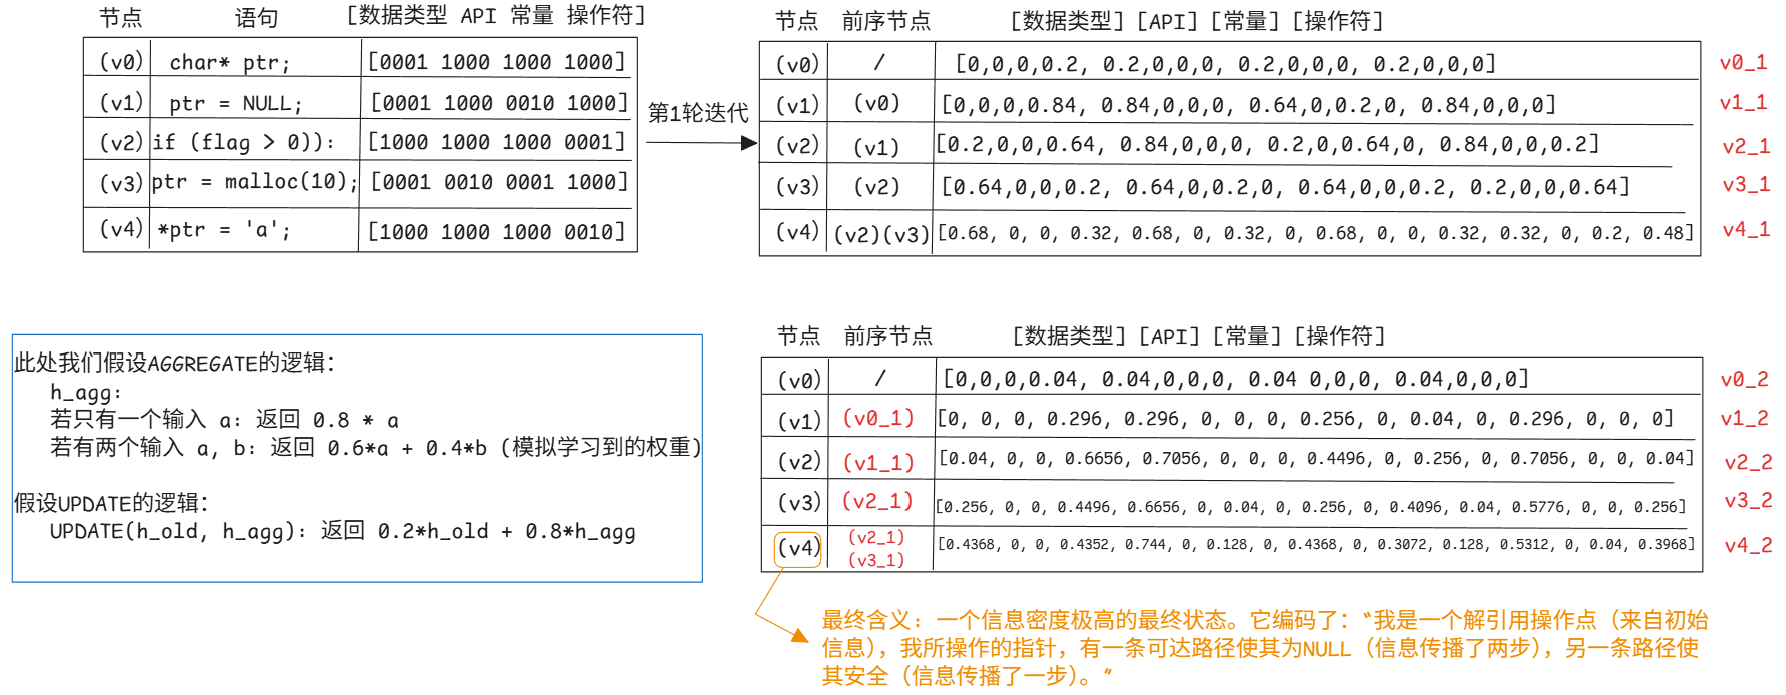 节点 语句 [数据类型 API 常量 操作符]
(v0) char* ptr; [0001 1000 1000 1000]
(v1) ptr = NULL; [0001 1000 0010 1000]
(v2) if (flag > 0)): [1000 1000 1000 0001]
(v3) ptr = malloc(10); [0001 0010 0001 1000]
(v4) *ptr = 'a'; [1000 1000 1000 0010]
第1轮迭代
节点 前序节点 [数据类型] [API] [常量] [操作符]
(v0) / [0,0,0,0.2, 0.2,0,0,0, 0.2,0,0,0, 0.2,0,0,0] v0_1
(v1) (v0) [0,0,0,0.84, 0.84,0,0,0, 0.64,0,0.2,0, 0.84,0,0,0] v1_1
(v2) (v1) [0.2,0,0,0.64, 0.84,0,0,0, 0.2,0,0.64,0, 0.84,0,0,0.2] v2_1
(v3) (v2) [0.64,0,0,0.2, 0.64,0,0.2,0, 0.64,0,0,0.2, 0.2,0,0,0.64] v3_1
(v4) (v2)(v3) [0.68, 0, 0, 0.32, 0.68, 0, 0.32, 0, 0.68, 0, 0, 0.32, 0.32, 0, 0.2, 0.48] v4_1
此处我们假设AGGREGATE的逻辑:
h_agg:
若只有一个输入 a: 返回 0.8 * a
若有两个输入 a, b: 返回 0.6*a + 0.4*b (模拟学习到的权重)
假设UPDATE的逻辑:
UPDATE(h_old, h_agg): 返回 0.2*h_old + 0.8*h_agg
节点 前序节点 [数据类型] [API] [常量] [操作符]
(v0) / [0,0,0,0.04, 0.04,0,0,0, 0.04 0,0,0, 0.04,0,0,0] v0_2
(v1) (v0_1) [0, 0, 0, 0.296, 0.296, 0, 0, 0, 0.256, 0, 0.04, 0, 0.296, 0, 0, 0] v1_2
(v2) (v1_1) [0.04, 0, 0, 0.6656, 0.7056, 0, 0, 0, 0.4496, 0, 0.256, 0, 0.7056, 0, 0, 0.04] v2_2
(v3) (v2_1) [0.256, 0, 0, 0.4496, 0.6656, 0, 0.04, 0, 0.256, 0, 0.4096, 0.04, 0.5776, 0, 0, 0.256] v3_2
(v4) (v2_1) (v3_1) [0.4368, 0, 0, 0.4352, 0.744, 0, 0.128, 0, 0.4368, 0, 0.3072, 0.128, 0.5312, 0, 0.04, 0.3968] v4_2
最终含义：一个信息密度极高的最终状态。它编码了："我是一个解引用操作点（来自初始
信息），我所操作的指针，有一条可达路径使其为NULL（信息传播了两步），另一条路径使
其安全（信息传播了一步）。"